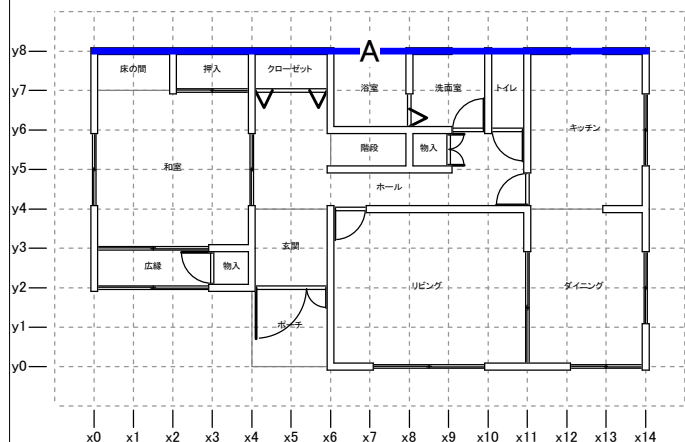 A
y8
床の間 押入 クローゼット 浴室 洗面室 トイレ
y7
y6
キッチン
階段 物入
和室
y5
ホール
y4
玄関
y3
広縁 物入
リビング ダイニング
y2
ポーチ
y1
y0
x0 x1 x2 x3 x4 x5 x6 x7 x8 x9 x10 x11 x12 x13 x14